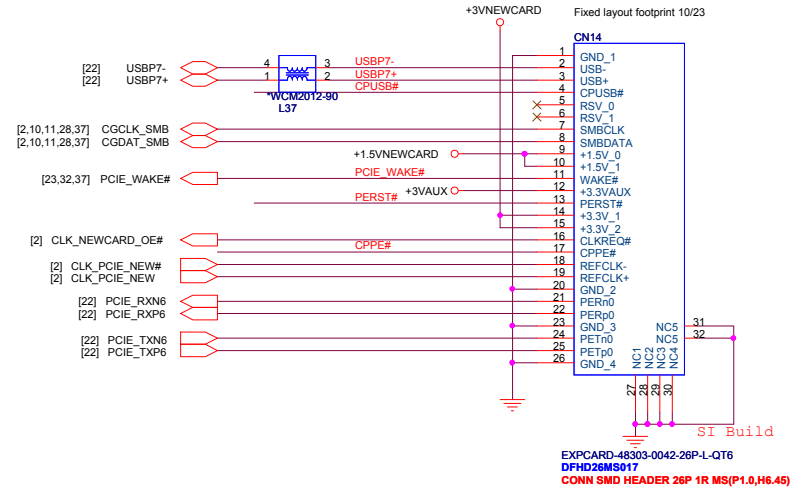 +3VNEWCARD
Fixed layout footprint 10/23
CN14
[22] USBP7- 4 3 USBP7- 2 USB-
1 GND_1
[22] USBP7+ 1 2 USBP7+ 3 USB+
CPUSB# 4 CPUSB#
*WCM2012-90
L37
5 RSV_0
6 RSV_1
[2,10,11,28,37] CGCLK_SMB 7 SMBCLK
[2,10,11,28,37] CGDAT_SMB 8 SMBDATA
+1.5VNEWCARD 9 +1.5V_0
10 +1.5V_1
[23,32,37] PCIE_WAKE# PCIE_WAKE# 11 WAKE#
+3VAUX 12 +3.3VAUX
PERST# 13 PERST#
14 +3.3V_1
15 +3.3V_2
[2] CLK_NEWCARD_OE# 16 CLKREQ#
CPPE# 17 CPPE#
[2] CLK_PCIE_NEW# 18 REFCLK-
[2] CLK_PCIE_NEW 19 REFCLK+
20 GND_2
[22] PCIE_RXN6 21 PERn0
[22] PCIE_RXP6 22 PERp0
23 GND_3 NC5 31
[22] PCIE_TXN6 24 PETn0 NC5 32
[22] PCIE_TXP6 25 PETp0
26 GND_4
NC1 NC2 NC3 NC4
27 28 29 30
SI Build
EXPCARD-48303-0042-26P-L-QT6
DFHD26MS017
CONN SMD HEADER 26P 1R MS(P1.0,H6.45)